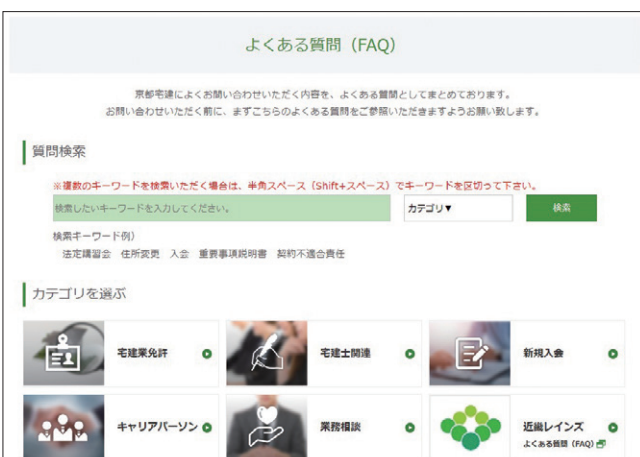 よくある質問（FAQ）
京都宅建によくお問い合わせいただく内容を、よくある質問としてまとめております。
お問い合わせいただく前に、まずこちらのよくある質問をご参照いただきますようお願い致します。
質問検索
※複数のキーワードを検索いただく場合は、半角スペース（Shift+スペース）でキーワードを区切って下さい。
検索したいキーワードを入力してください。 カテゴリ▼ 検索
検索キーワード例）
法定講習会 住所変更 入会 重要事項説明書 契約不適合責任
カテゴリを選ぶ
宅建業免許 宅建士関連 新規入会
キャリアパーソン 業務相談 近畿レインズ
よくある質問（FAQ）